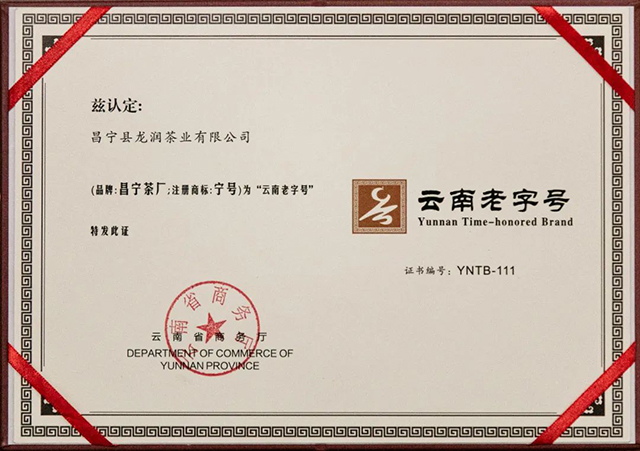 兹认定:
昌宁县龙润茶业有限公司
(品牌:昌宁茶厂;注册商标:宁号)为“云南老字号”
特发此证
云南老字号
Yunnan Time-honored Brand
证书编号: YNTB-111
云南省商务厅
云南省商务厅
DEPARTMENT OF COMMERCE OF
YUNNAN PROVINCE